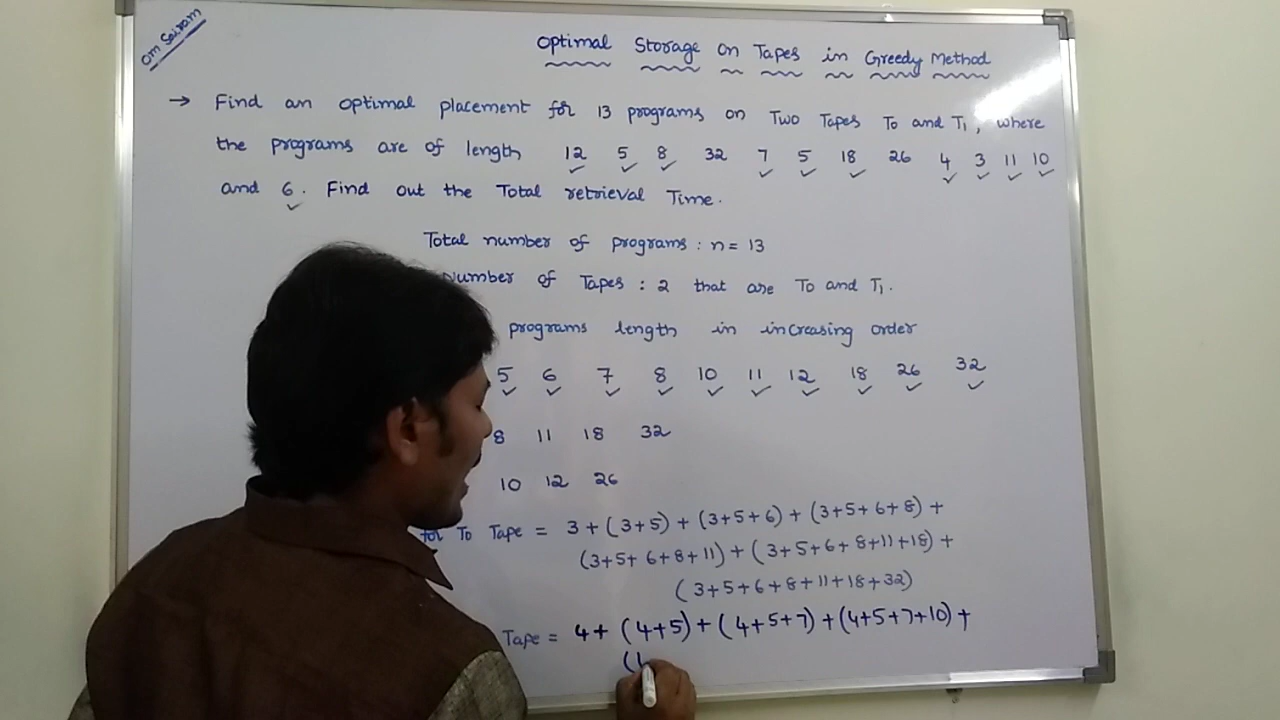 Om Sairam
Optimal Storage on Tapes in Greedy Method
→ Find an optimal placement for 13 programs on Two Tapes T0 and T1, where
the programs are of length 12 5 8 32 7 5 18 26 4 3 11 10
and 6. Find out the Total retrieval Time.
Total number of programs : n = 13
Number of Tapes : 2 that are T0 and T1.
programs length in increasing order
5 6 7 8 10 11 12 18 26 32
8 11 18 32
10 12 26
for T0 Tape = 3 + (3+5) + (3+5+6) + (3+5+6+8) +
(3+5+6+8+11) + (3+5+6+8+11+18) +
(3+5+6+8+11+18+32)
Tape = 4 + (4+5) + (4+5+7) + (4+5+7+10) +
(